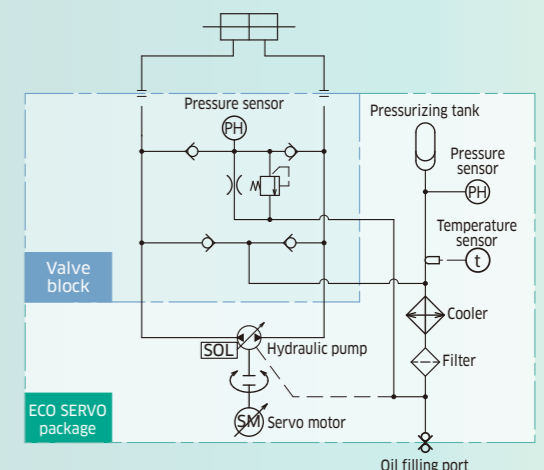 Pressure sensor
PH
Pressurizing tank
Pressure
sensor
PH
Temperature
sensor
t
Valve
block
Cooler
SOL
Hydraulic pump
Filter
ECO SERVO
package
SM
Servo motor
Oil filling port